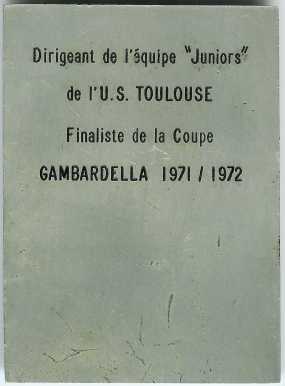 Dirigeant de l'équipe "Juniors"
de l'U.S. TOULOUSE
Finaliste de la Coupe
GAMBARDELLA 1971 / 1972